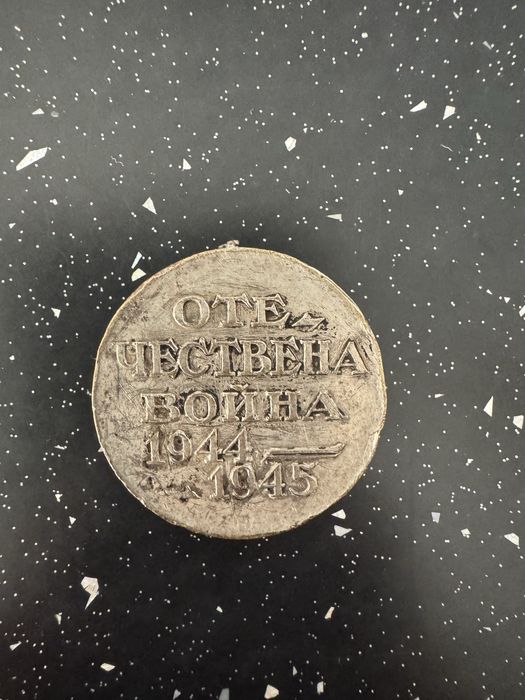 ОТЕ-
ЧЕСТВЕНА
ВОЙНА
1944 —
1945